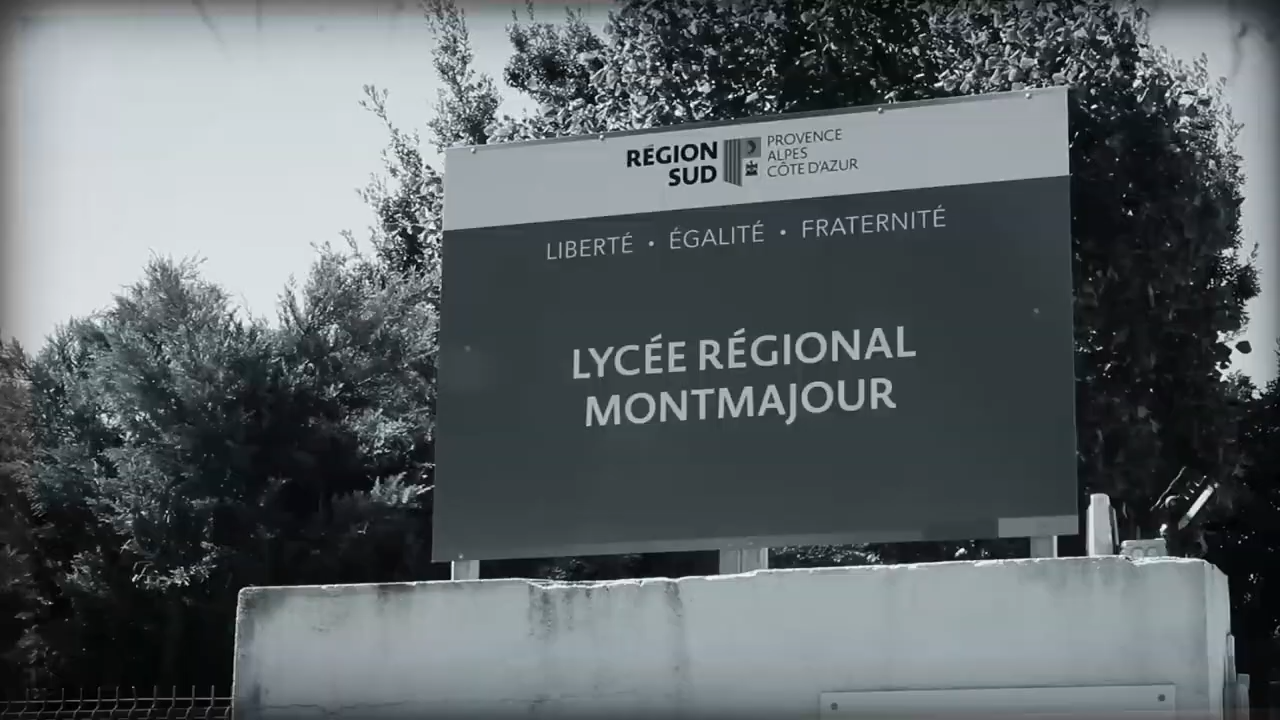 RÉGION
SUD
PROVENCE
ALPES
CÔTE D'AZUR
LIBERTÉ • ÉGALITÉ • FRATERNITÉ
LYCÉE RÉGIONAL
MONTMAJOUR